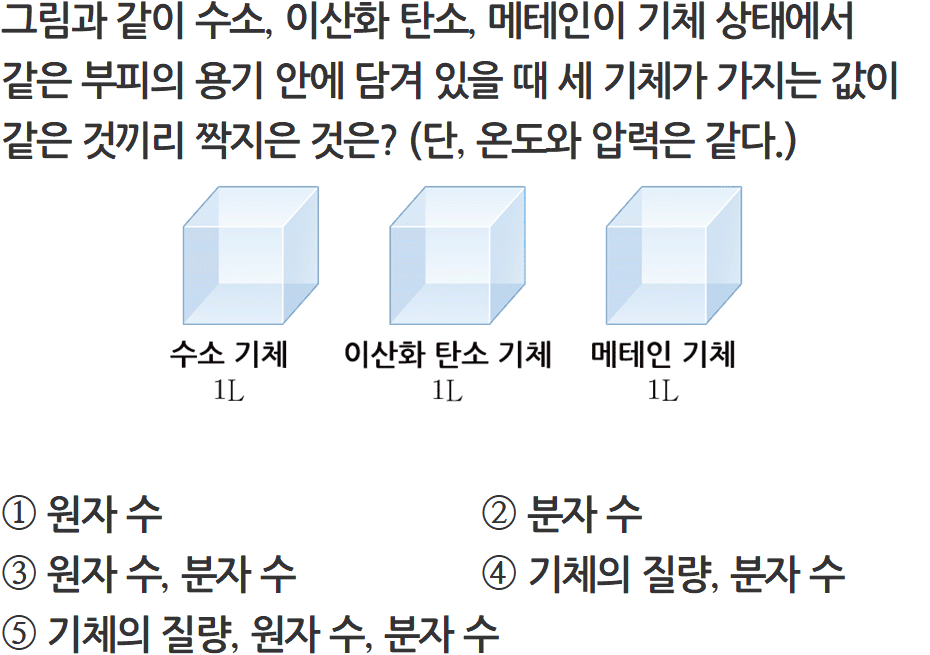 그림과 같이 수소, 이산화 탄소, 메테인이 기체 상태에서
같은 부피의 용기 안에 담겨 있을 때 세 기체가 가지는 값이
같은 것끼리 짝지은 것은? (단, 온도와 압력은 같다.)
수소 기체 이산화 탄소 기체 메테인 기체
1L 1L 1L
① 원자 수 ② 분자 수
③ 원자 수, 분자 수 ④ 기체의 질량, 분자 수
⑤ 기체의 질량, 원자 수, 분자 수